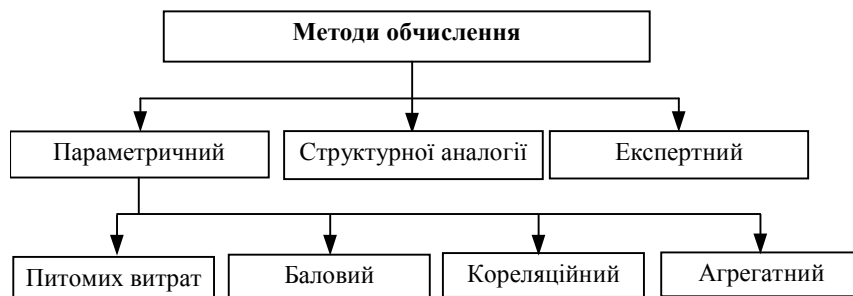 Методи обчислення
Параметричний
Структурної аналогії
Експертний
Питомих витрат
Баловий
Кореляційний
Агрегатний